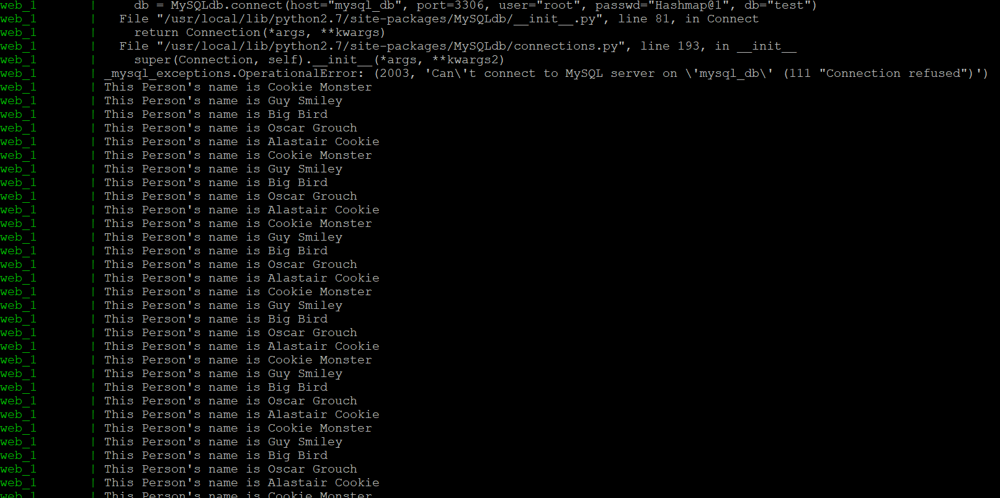 web_1 | db = MySQLdb.connect(host="mysql_db", port=3306, user="root", passwd="Hashmap@1", db="test")
web_1 | File "/usr/local/lib/python2.7/site-packages/MySQLdb/__init__.py", line 81, in Connect
web_1 | return Connection(*args, **kwargs)
web_1 | File "/usr/local/lib/python2.7/site-packages/MySQLdb/connections.py", line 193, in __init__
web_1 | super(Connection, self).__init__(*args, **kwargs2)
web_1 | _mysql_exceptions.OperationalError: (2003, 'Can\'t connect to MySQL server on \'mysql_db\' (111 "Connection refused")')
web_1 | This Person's name is Cookie Monster
web_1 | This Person's name is Guy Smiley
web_1 | This Person's name is Big Bird
web_1 | This Person's name is Oscar Grouch
web_1 | This Person's name is Alastair Cookie
web_1 | This Person's name is Cookie Monster
web_1 | This Person's name is Guy Smiley
web_1 | This Person's name is Big Bird
web_1 | This Person's name is Oscar Grouch
web_1 | This Person's name is Alastair Cookie
web_1 | This Person's name is Cookie Monster
web_1 | This Person's name is Guy Smiley
web_1 | This Person's name is Big Bird
web_1 | This Person's name is Oscar Grouch
web_1 | This Person's name is Alastair Cookie
web_1 | This Person's name is Cookie Monster
web_1 | This Person's name is Guy Smiley
web_1 | This Person's name is Big Bird
web_1 | This Person's name is Oscar Grouch
web_1 | This Person's name is Alastair Cookie
web_1 | This Person's name is Cookie Monster
web_1 | This Person's name is Guy Smiley
web_1 | This Person's name is Big Bird
web_1 | This Person's name is Oscar Grouch
web_1 | This Person's name is Alastair Cookie
web_1 | This Person's name is Cookie Monster
web_1 | This Person's name is Guy Smiley
web_1 | This Person's name is Big Bird
web_1 | This Person's name is Oscar Grouch
web_1 | This Person's name is Alastair Cookie
web_1 | This Person's name is Cookie Monster